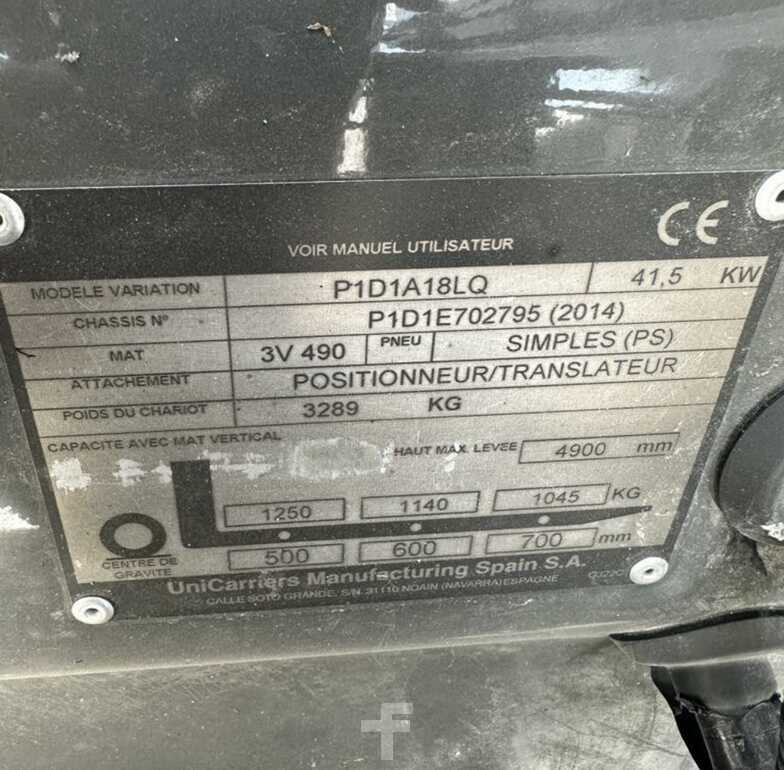 CE
VOIR MANUEL UTILISATEUR
MODELE VARIATION P1D1A18LQ 41,5 KW
CHASSIS Nº P1D1E702795 (2014)
MAT 3V 490 PNEU SIMPLES (PS)
ATTACHEMENT POSITIONNEUR/TRANSLATEUR
POIDS DU CHARIOT 3289 KG
CAPACITE AVEC MAT VERTICAL HAUT MAX. LEVEE 4900 mm
1250 1140 1045 KG
500 600 700 mm
CENTRE DE
GRAVITE
UniCarriers Manufacturing Spain S.A.
CALLE SOTO GRANDE, S/N. 31110 NOAIN (NAVARRA) ESPAGNE
f